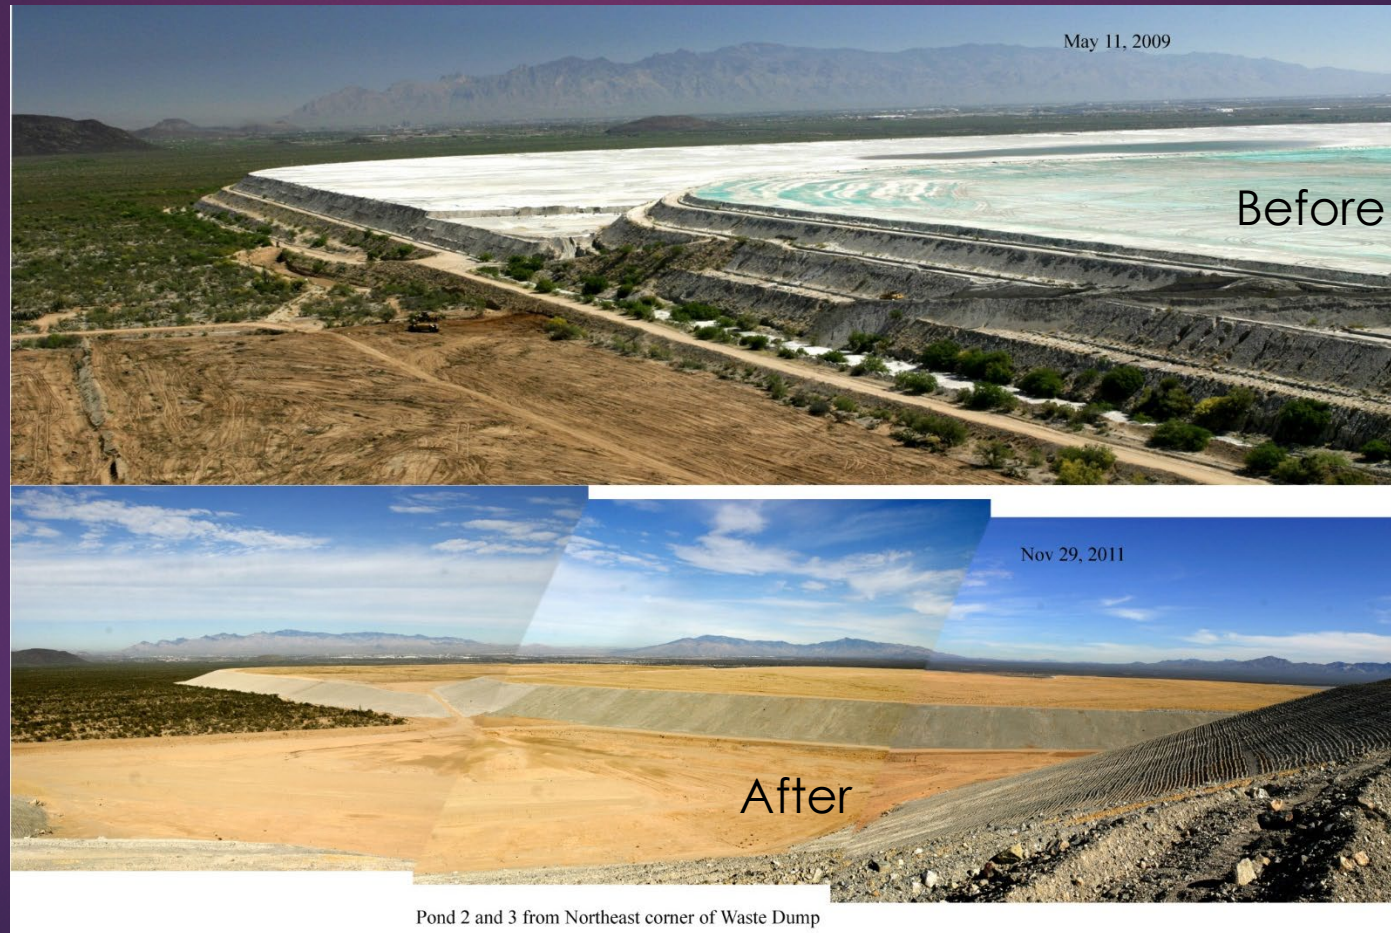 May 11, 2009
Before
Nov 29, 2011
After
Pond 2 and 3 from Northeast corner of Waste Dump